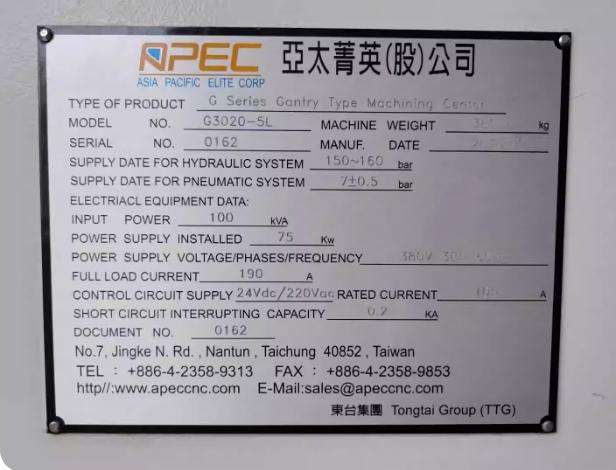 APEC 亞太菁英(股)公司
ASIA PACIFIC ELITE CORP
TYPE OF PRODUCT G Series Gantry Type Machining Center
MODEL NO. G3020-5L MACHINE WEIGHT kg
SERIAL NO. 0162 MANUF. DATE
SUPPLY DATE FOR HYDRAULIC SYSTEM 150~160 bar
SUPPLY DATE FOR PNEUMATIC SYSTEM 7±0.5 bar
ELECTRIACL EQUIPMENT DATA:
INPUT POWER 100 kVA
POWER SUPPLY INSTALLED 75 Kw
POWER SUPPLY VOLTAGE/PHASES/FREQUENCY 380V
FULL LOAD CURRENT 190 A
CONTROL CIRCUIT SUPPLY 24Vdc/220Vac RATED CURRENT A
SHORT CIRCUIT INTERRUPTING CAPACITY 0.2 KA
DOCUMENT NO. 0162
No.7, Jingke N. Rd. , Nantun , Taichung 40852 , Taiwan
TEL : +886-4-2358-9313 FAX : +886-4-2358-9853
http//:www.apeccnc.com E-Mail:sales@apeccnc.com
東台集團 Tongtai Group (TTG)